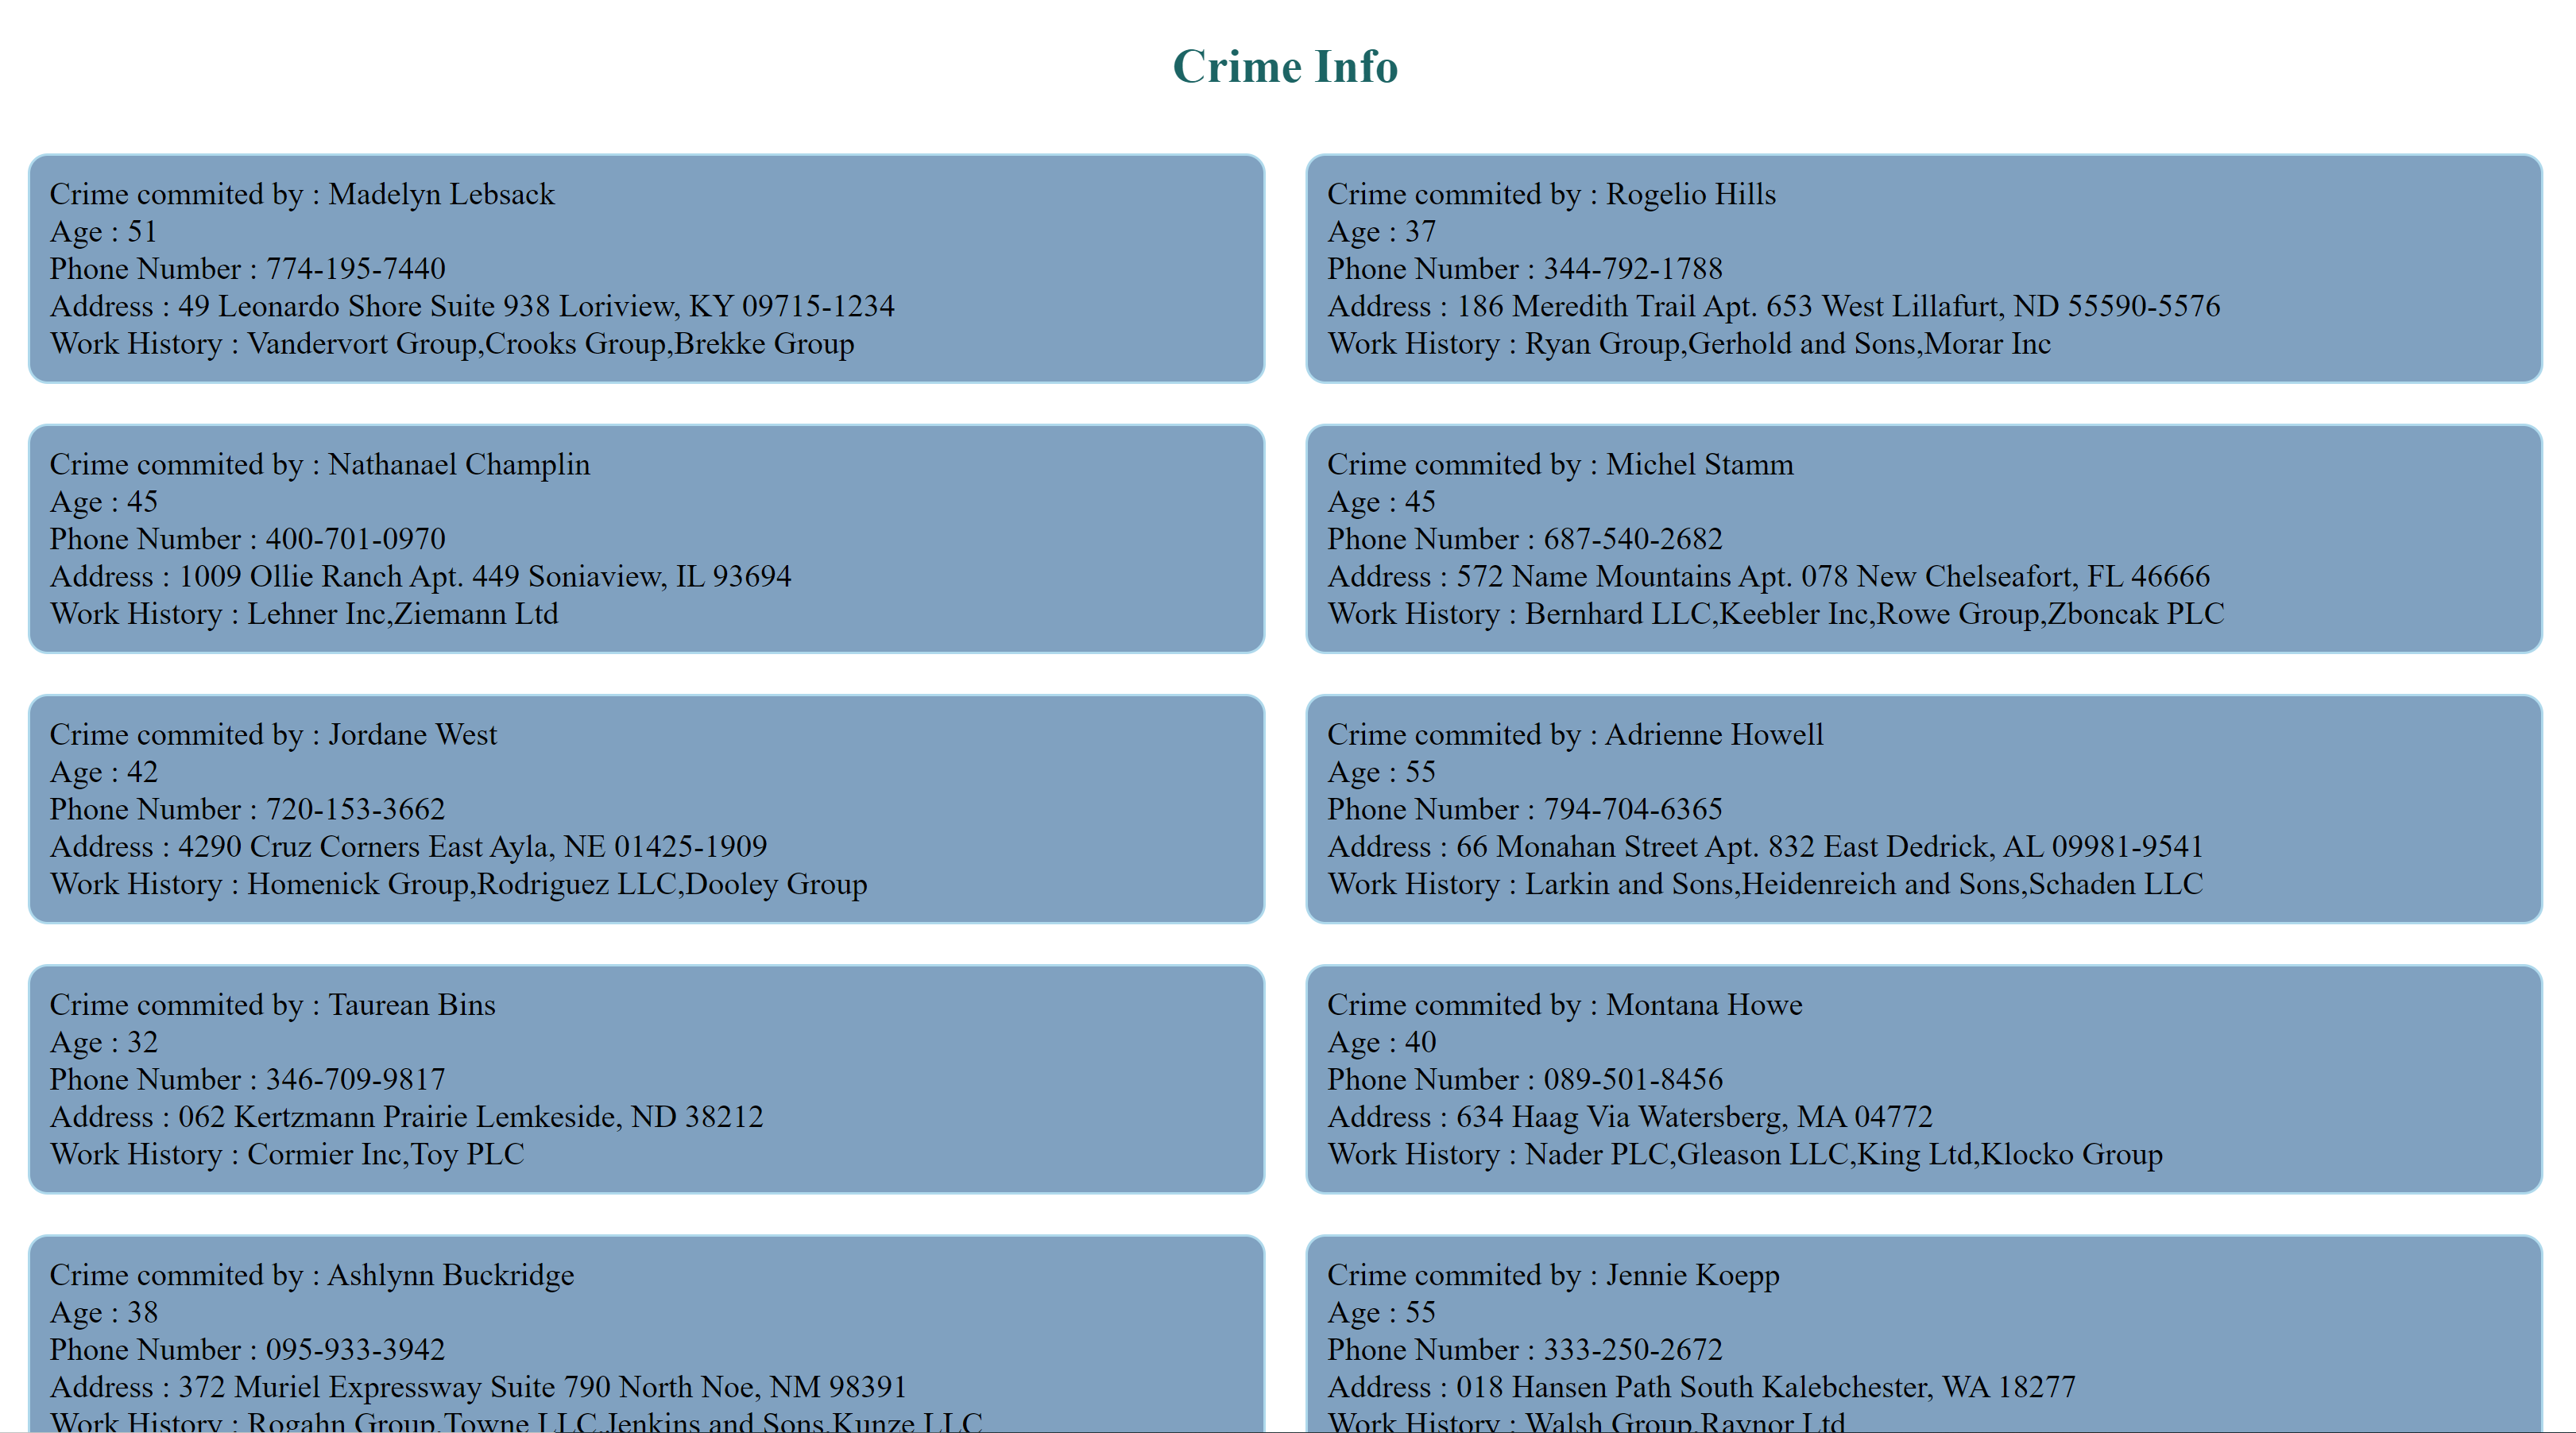 Crime Info
Crime commited by : Madelyn Lebsack
Age : 51
Phone Number : 774-195-7440
Address : 49 Leonardo Shore Suite 938 Loriview, KY 09715-1234
Work History : Vandervort Group,Crooks Group,Brekke Group
Crime commited by : Rogelio Hills
Age : 37
Phone Number : 344-792-1788
Address : 186 Meredith Trail Apt. 653 West Lillafurt, ND 55590-5576
Work History : Ryan Group,Gerhold and Sons,Morar Inc
Crime commited by : Nathanael Champlin
Age : 45
Phone Number : 400-701-0970
Address : 1009 Ollie Ranch Apt. 449 Soniaview, IL 93694
Work History : Lehner Inc,Ziemann Ltd
Crime commited by : Michel Stamm
Age : 45
Phone Number : 687-540-2682
Address : 572 Name Mountains Apt. 078 New Chelseafort, FL 46666
Work History : Bernhard LLC,Keebler Inc,Rowe Group,Zboncak PLC
Crime commited by : Jordane West
Age : 42
Phone Number : 720-153-3662
Address : 4290 Cruz Corners East Ayla, NE 01425-1909
Work History : Homenick Group,Rodriguez LLC,Dooley Group
Crime commited by : Adrienne Howell
Age : 55
Phone Number : 794-704-6365
Address : 66 Monahan Street Apt. 832 East Dedrick, AL 09981-9541
Work History : Larkin and Sons,Heidenreich and Sons,Schaden LLC
Crime commited by : Taurean Bins
Age : 32
Phone Number : 346-709-9817
Address : 062 Kertzmann Prairie Lemkeside, ND 38212
Work History : Cormier Inc,Toy PLC
Crime commited by : Montana Howe
Age : 40
Phone Number : 089-501-8456
Address : 634 Haag Via Watersberg, MA 04772
Work History : Nader PLC,Gleason LLC,King Ltd,Klocko Group
Crime commited by : Ashlynn Buckridge
Age : 38
Phone Number : 095-933-3942
Address : 372 Muriel Expressway Suite 790 North Noe, NM 98391
Work History : Rogahn Group,Towne LLC,Jenkins and Sons,Kunze LLC
Crime commited by : Jennie Koepp
Age : 55
Phone Number : 333-250-2672
Address : 018 Hansen Path South Kalebchester, WA 18277
Work History : Walsh Group,Raynor Ltd